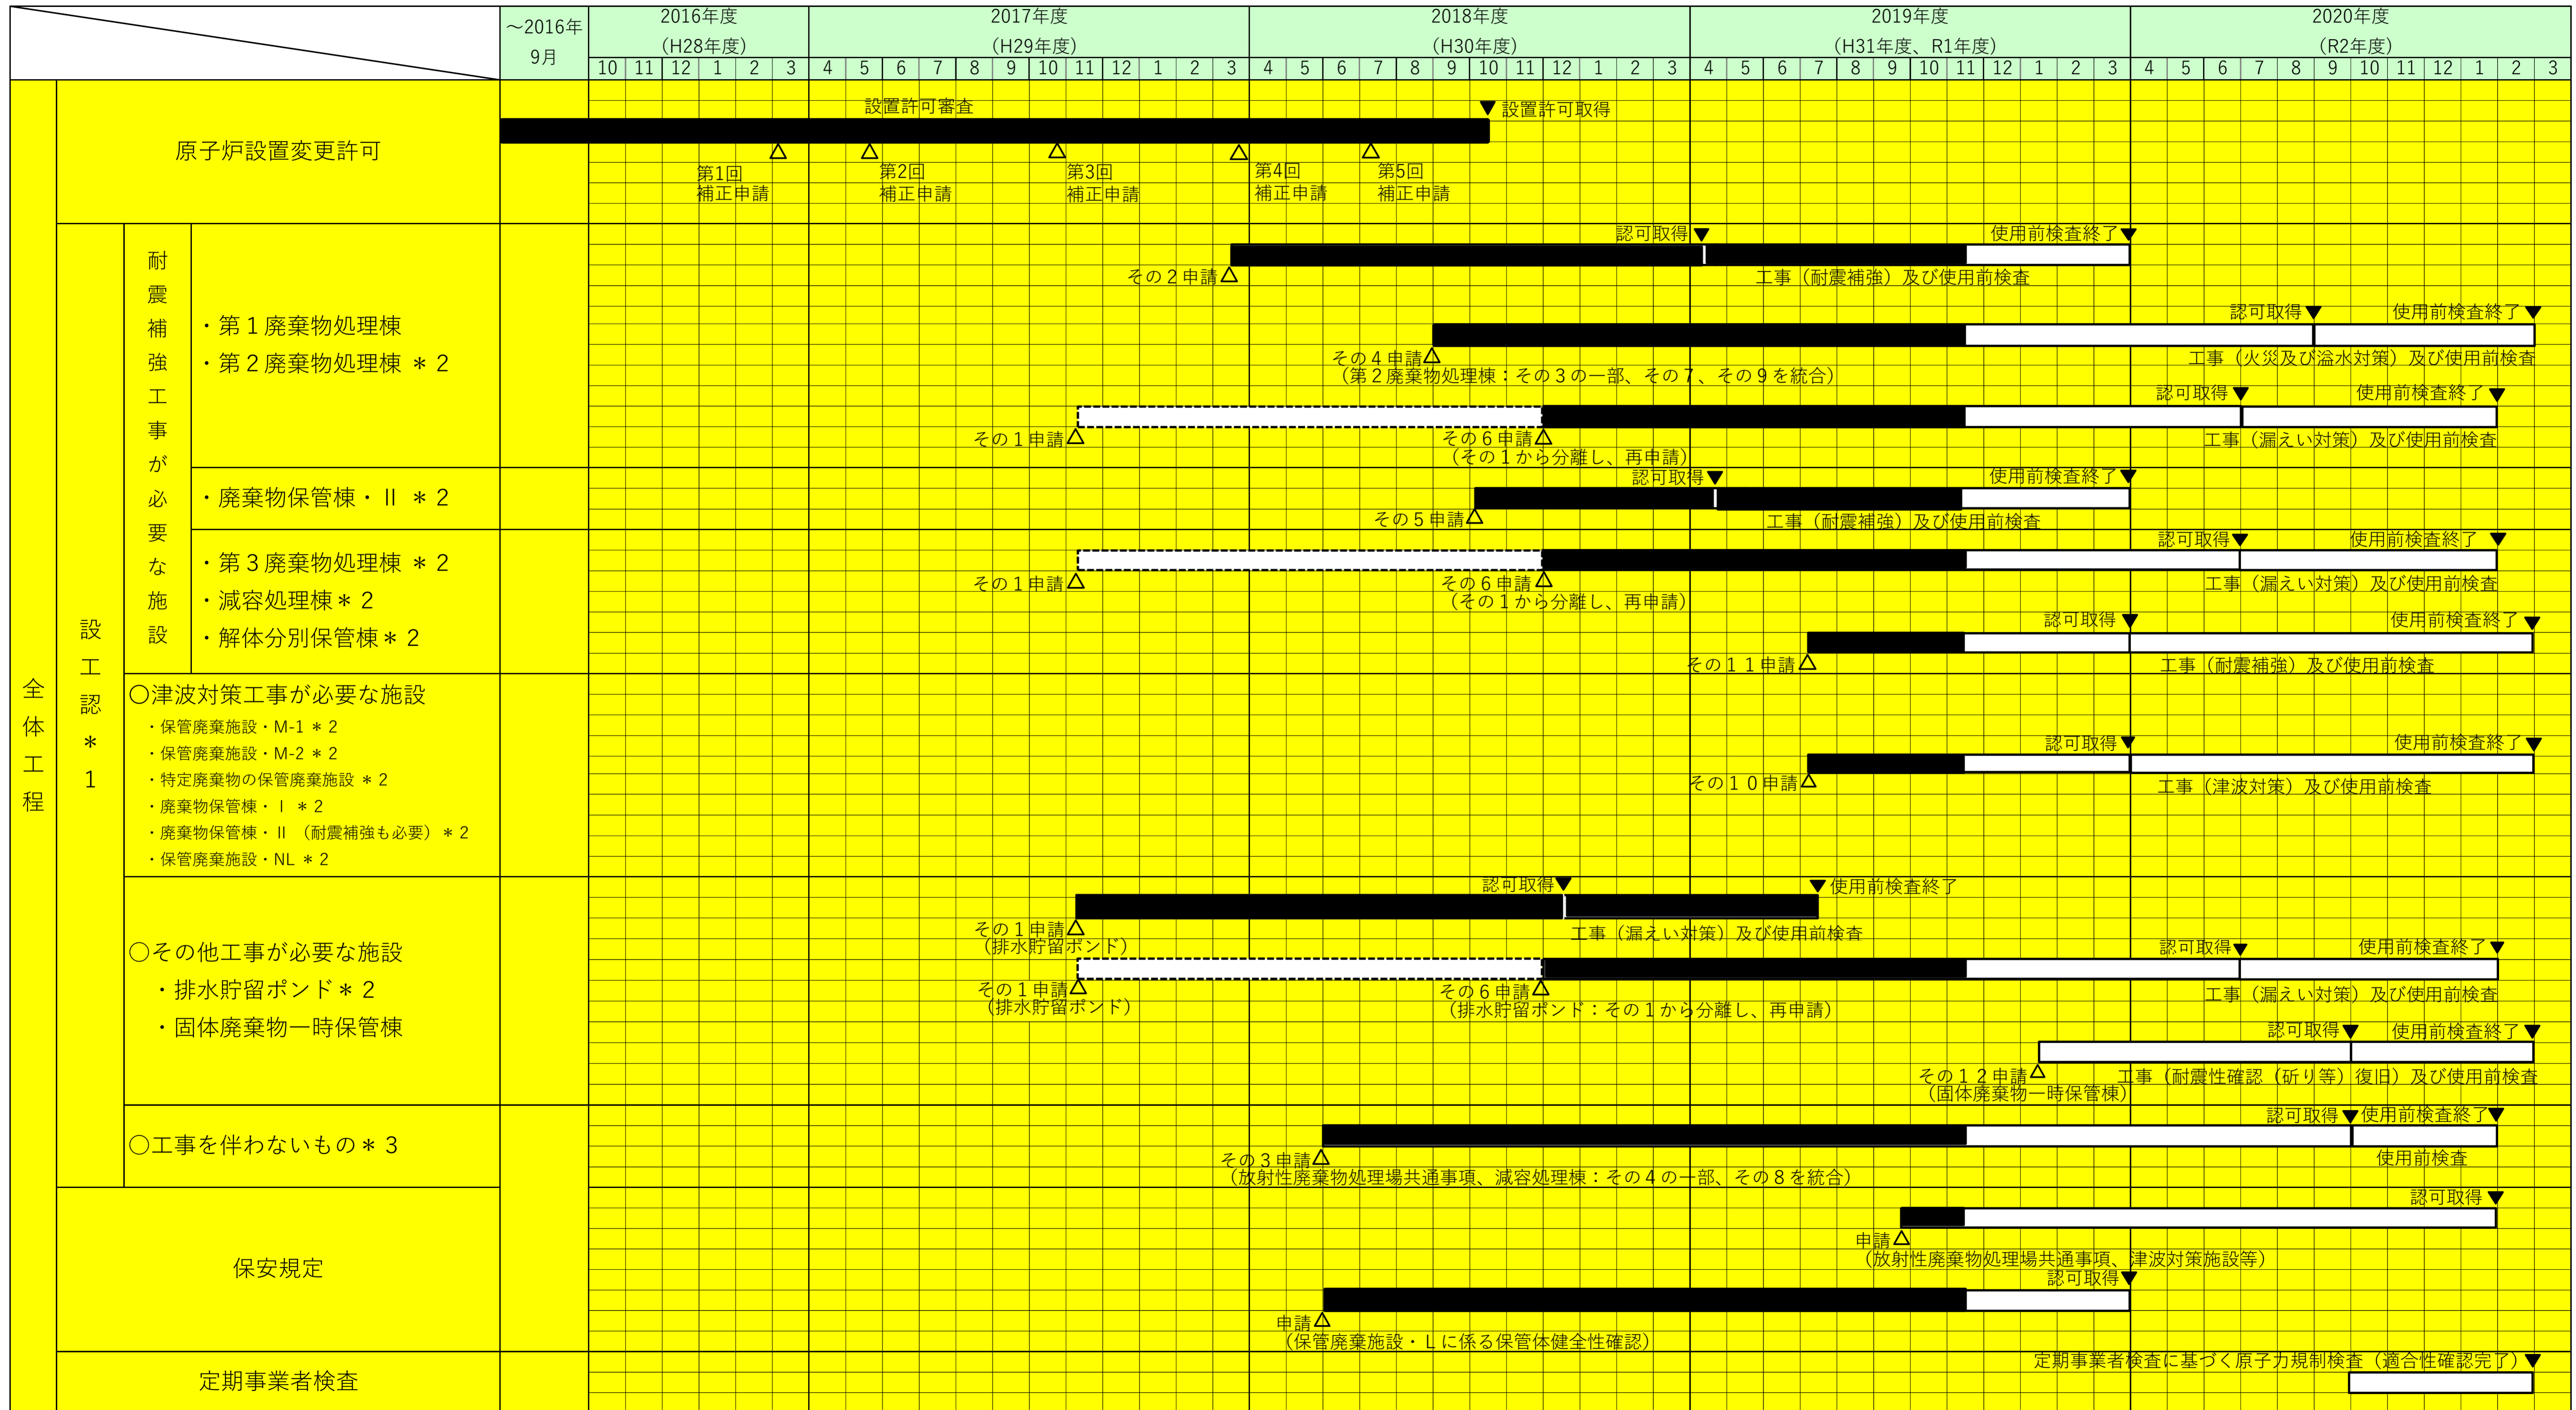 ～2016年
9月
2016年度
（H28年度）
2017年度
（H29年度）
2018年度
（H30年度）
2019年度
（H31年度、R1年度）
2020年度
（R2年度）
10 11 12 1 2 3 4 5 6 7 8 9 10 11 12 1 2 3 4 5 6 7 8 9 10 11 12 1 2 3 4 5 6 7 8 9 10 11 12 1 2 3 4 5 6 7 8 9 10 11 12 1 2 3
全体工程
原子炉設置変更許可
設置許可審査
▼設置許可取得
△ △ △ △ △
第1回
補正申請
第2回
補正申請
第3回
補正申請
第4回
補正申請
第5回
補正申請
設工認＊1
耐震補強工事が必要な施設
・第１廃棄物処理棟
・第２廃棄物処理棟 ＊２
認可取得▼
使用前検査終了▼
その２申請△
工事（耐震補強）及び使用前検査
認可取得▼
使用前検査終了▼
その４申請△
工事（火災及び溢水対策）及び使用前検査
（第２廃棄物処理棟：その３の一部、その７、その９を統合）
認可取得▼
使用前検査終了▼
その１申請△
その６申請△
工事（漏えい対策）及び使用前検査
（その１から分離し、再申請）
・廃棄物保管棟・Ⅱ ＊２
認可取得▼
使用前検査終了▼
その５申請△
工事（耐震補強）及び使用前検査
・第３廃棄物処理棟 ＊２
・減容処理棟＊２
・解体分別保管棟＊２
認可取得▼
使用前検査終了▼
その１申請△
その６申請△
工事（漏えい対策）及び使用前検査
（その１から分離し、再申請）
認可取得▼
使用前検査終了▼
その１１申請△
工事（耐震補強）及び使用前検査
○津波対策工事が必要な施設
・保管廃棄施設・M-1 ＊２
・保管廃棄施設・M-2 ＊２
・特定廃棄物の保管廃棄施設 ＊２
・廃棄物保管棟・Ⅰ ＊２
・廃棄物保管棟・Ⅱ （耐震補強も必要）＊２
・保管廃棄施設・NL ＊２
認可取得▼
使用前検査終了▼
その１０申請△
工事（津波対策）及び使用前検査
○その他工事が必要な施設
・排水貯留ポンド＊２
・固体廃棄物一時保管棟
認可取得▼
▼使用前検査終了
その１申請△
（排水貯留ポンド）
工事（漏えい対策）及び使用前検査
認可取得▼
使用前検査終了▼
その１申請△
（排水貯留ポンド）
その６申請△
工事（漏えい対策）及び使用前検査
（排水貯留ポンド：その１から分離し、再申請）
認可取得▼
使用前検査終了▼
その１２申請△
工事（耐震性確認（斫り等）復旧）及び使用前検査
（固体廃棄物一時保管棟）
○工事を伴わないもの＊３
認可取得▼
使用前検査終了▼
その３申請△
使用前検査
（放射性廃棄物処理場共通事項、減容処理棟：その４の一部、その８を統合）
保安規定
認可取得▼
申請△
（放射性廃棄物処理場共通事項、津波対策施設等）
認可取得▼
申請△
（保管廃棄施設・Ｌに係る保管体健全性確認）
定期事業者検査
定期事業者検査に基づく原子力規制検査（適合性確認完了）▼